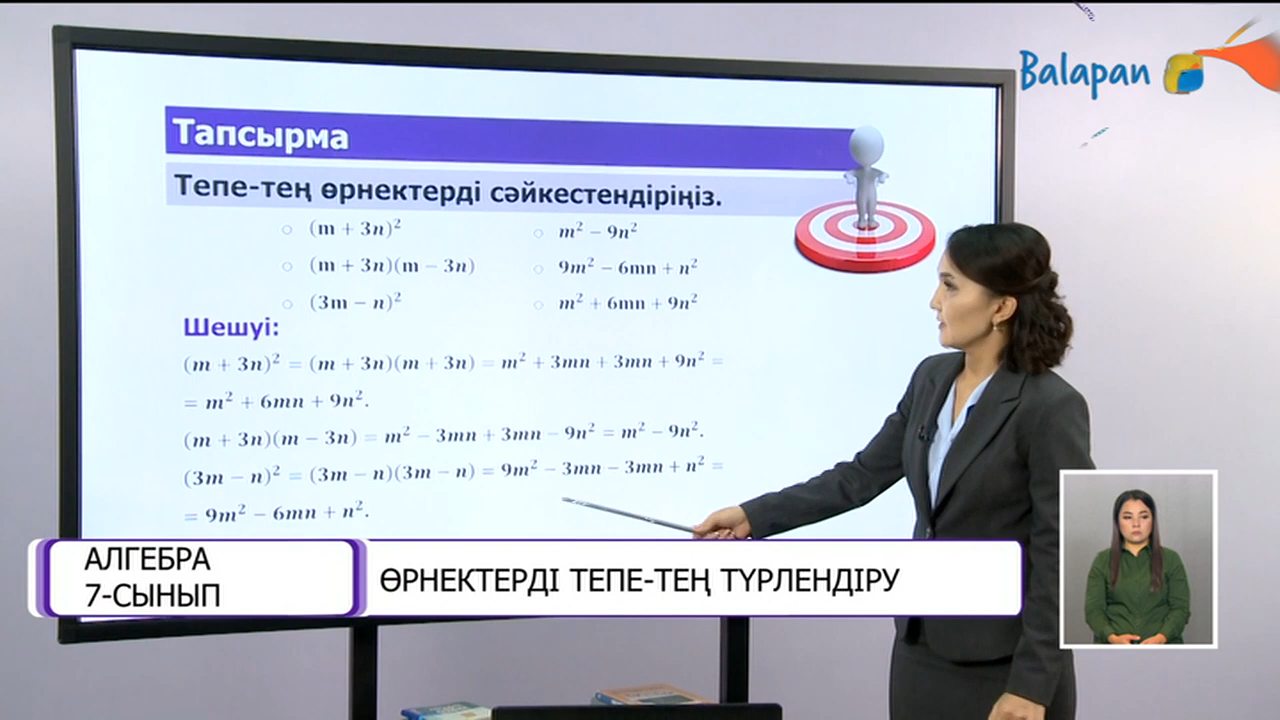 Balapan
Тапсырма
Тепе-тең өрнектерді сәйкестендіріңіз.
○ (m + 3n)² ○ m² − 9n²
○ (m + 3n)(m − 3n) ○ 9m² − 6mn + n²
○ (3m − n)² ○ m² + 6mn + 9n²
Шешуі:
(m + 3n)² = (m + 3n)(m + 3n) = m² + 3mn + 3mn + 9n² =
= m² + 6mn + 9n².
(m + 3n)(m − 3n) = m² − 3mn + 3mn − 9n² = m² − 9n².
(3m − n)² = (3m − n)(3m − n) = 9m² − 3mn − 3mn + n² =
= 9m² − 6mn + n².
АЛГЕБРА
7-СЫНЫП
ӨРНЕКТЕРДІ ТЕПЕ-ТЕҢ ТҮРЛЕНДІРУ